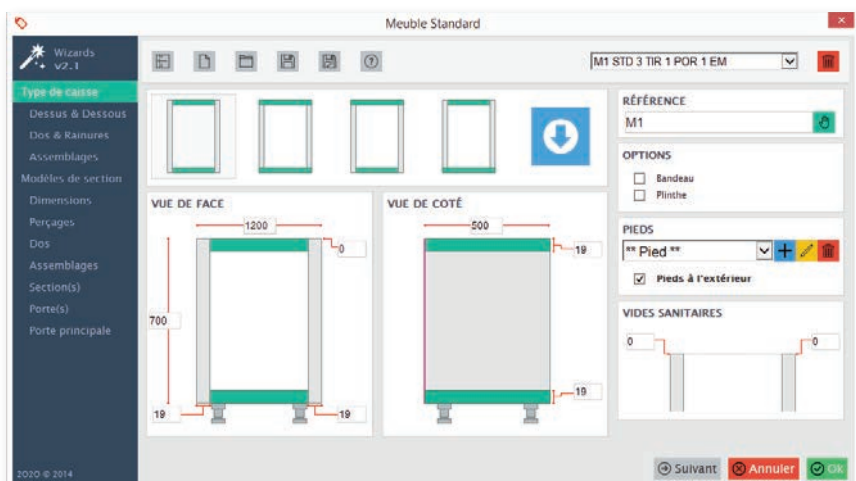 Meuble Standard
Wizards
v2.1
M1 STD 3 TIR 1 POR 1 EM
Type de caisse
Dessus & Dessous
Dos & Rainures
Assemblages
Modèles de section
Dimensions
Perçages
Dos
Assemblages
Section(s)
Porte(s)
Porte principale
2020 © 2014
VUE DE FACE
1200
0
700
19
19
VUE DE COTÉ
500
19
19
RÉFÉRENCE
M1
OPTIONS
Bandeau
Plinthe
PIEDS
** Pied **
Pieds à l'extérieur
VIDES SANITAIRES
0
0
Suivant
Annuler
Ok